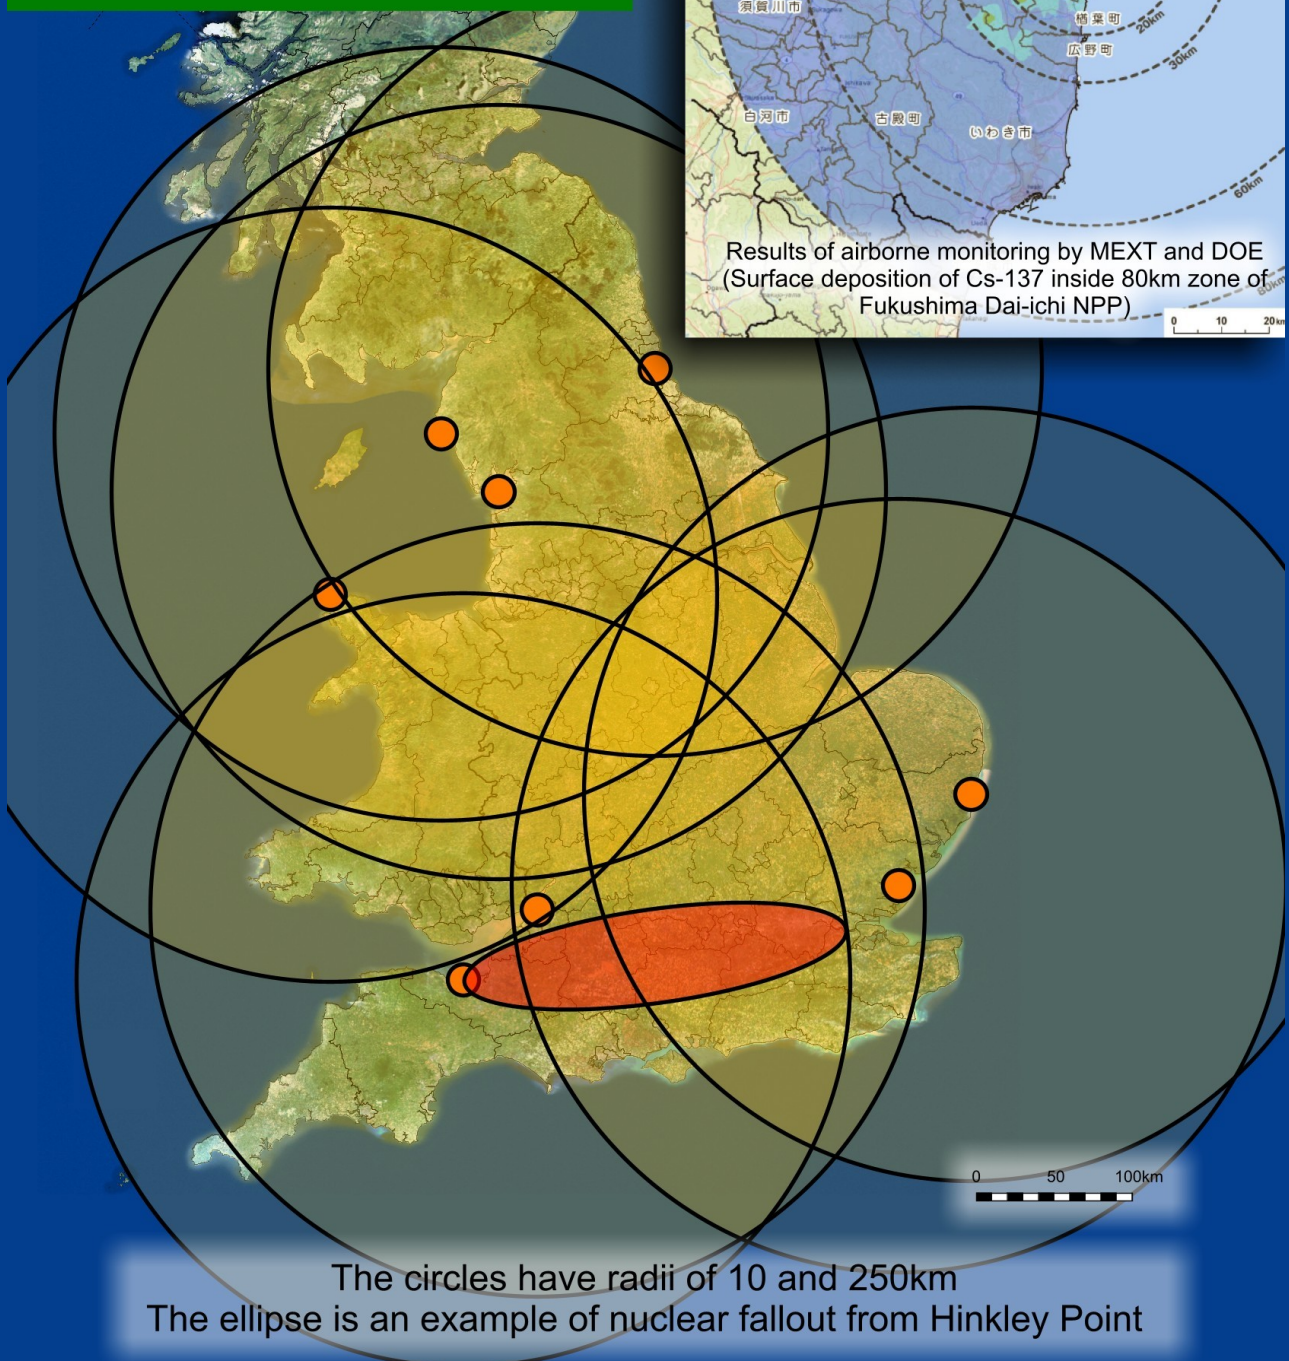 須賀川市
楢葉町
20km
広野町
30km
白河市
古殿町
いわき市
60km
Results of airborne monitoring by MEXT and DOE
(Surface deposition of Cs-137 inside 80km zone of
Fukushima Dai-ichi NPP)
80km
0 10 20km
0 50 100km
The circles have radii of 10 and 250km
The ellipse is an example of nuclear fallout from Hinkley Point